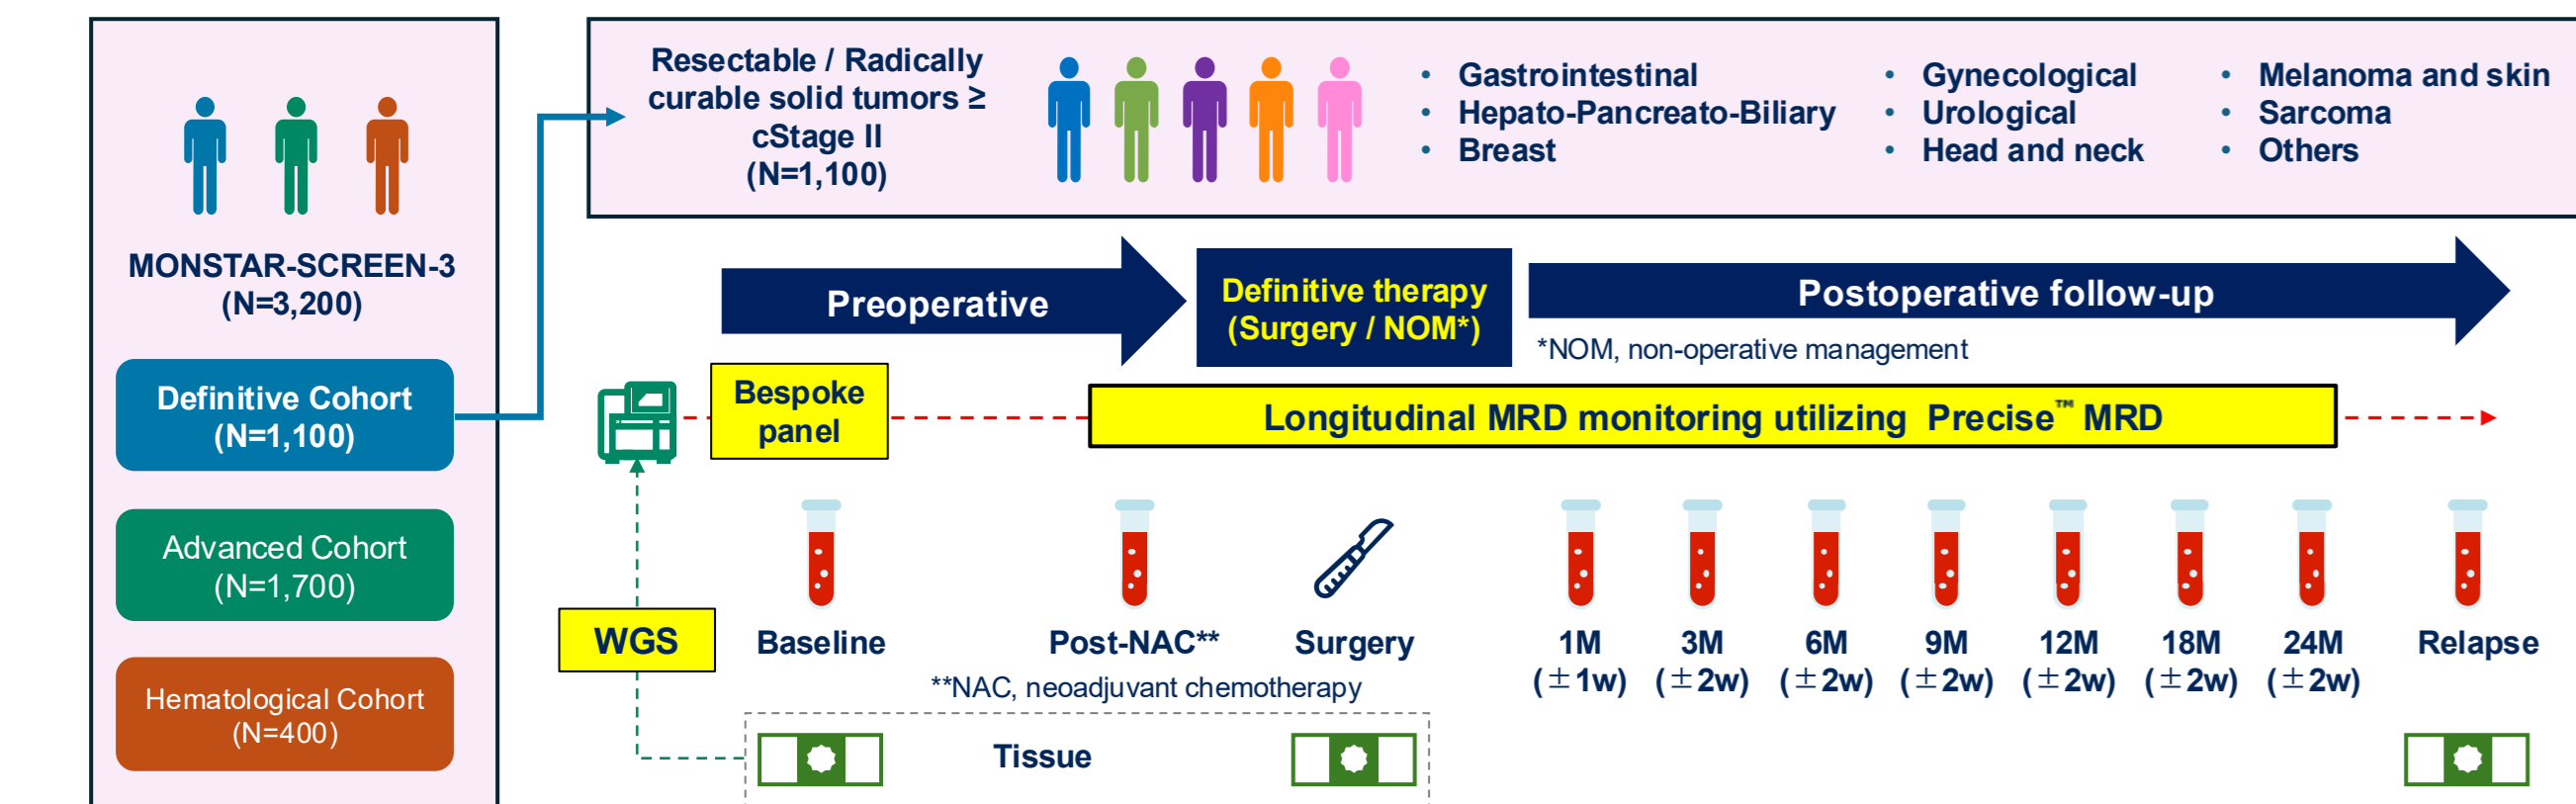 MONSTAR-SCREEN-3
(N=3,200)
Definitive Cohort
(N=1,100)
Advanced Cohort
(N=1,700)
Hematological Cohort
(N=400)
Resectable / Radically
curable solid tumors ≥
cStage II
(N=1,100)
• Gastrointestinal
• Hepato-Pancreato-Biliary
• Breast
• Gynecological
• Urological
• Head and neck
• Melanoma and skin
• Sarcoma
• Others
Preoperative
Definitive therapy
(Surgery / NOM*)
Postoperative follow-up
*NOM, non-operative management
Bespoke
panel
Longitudinal MRD monitoring utilizing Precise™ MRD
WGS
Baseline
Post-NAC**
Surgery
**NAC, neoadjuvant chemotherapy
1M
(±1w)
3M
(±2w)
6M
(±2w)
9M
(±2w)
12M
(±2w)
18M
(±2w)
24M
(±2w)
Relapse
Tissue